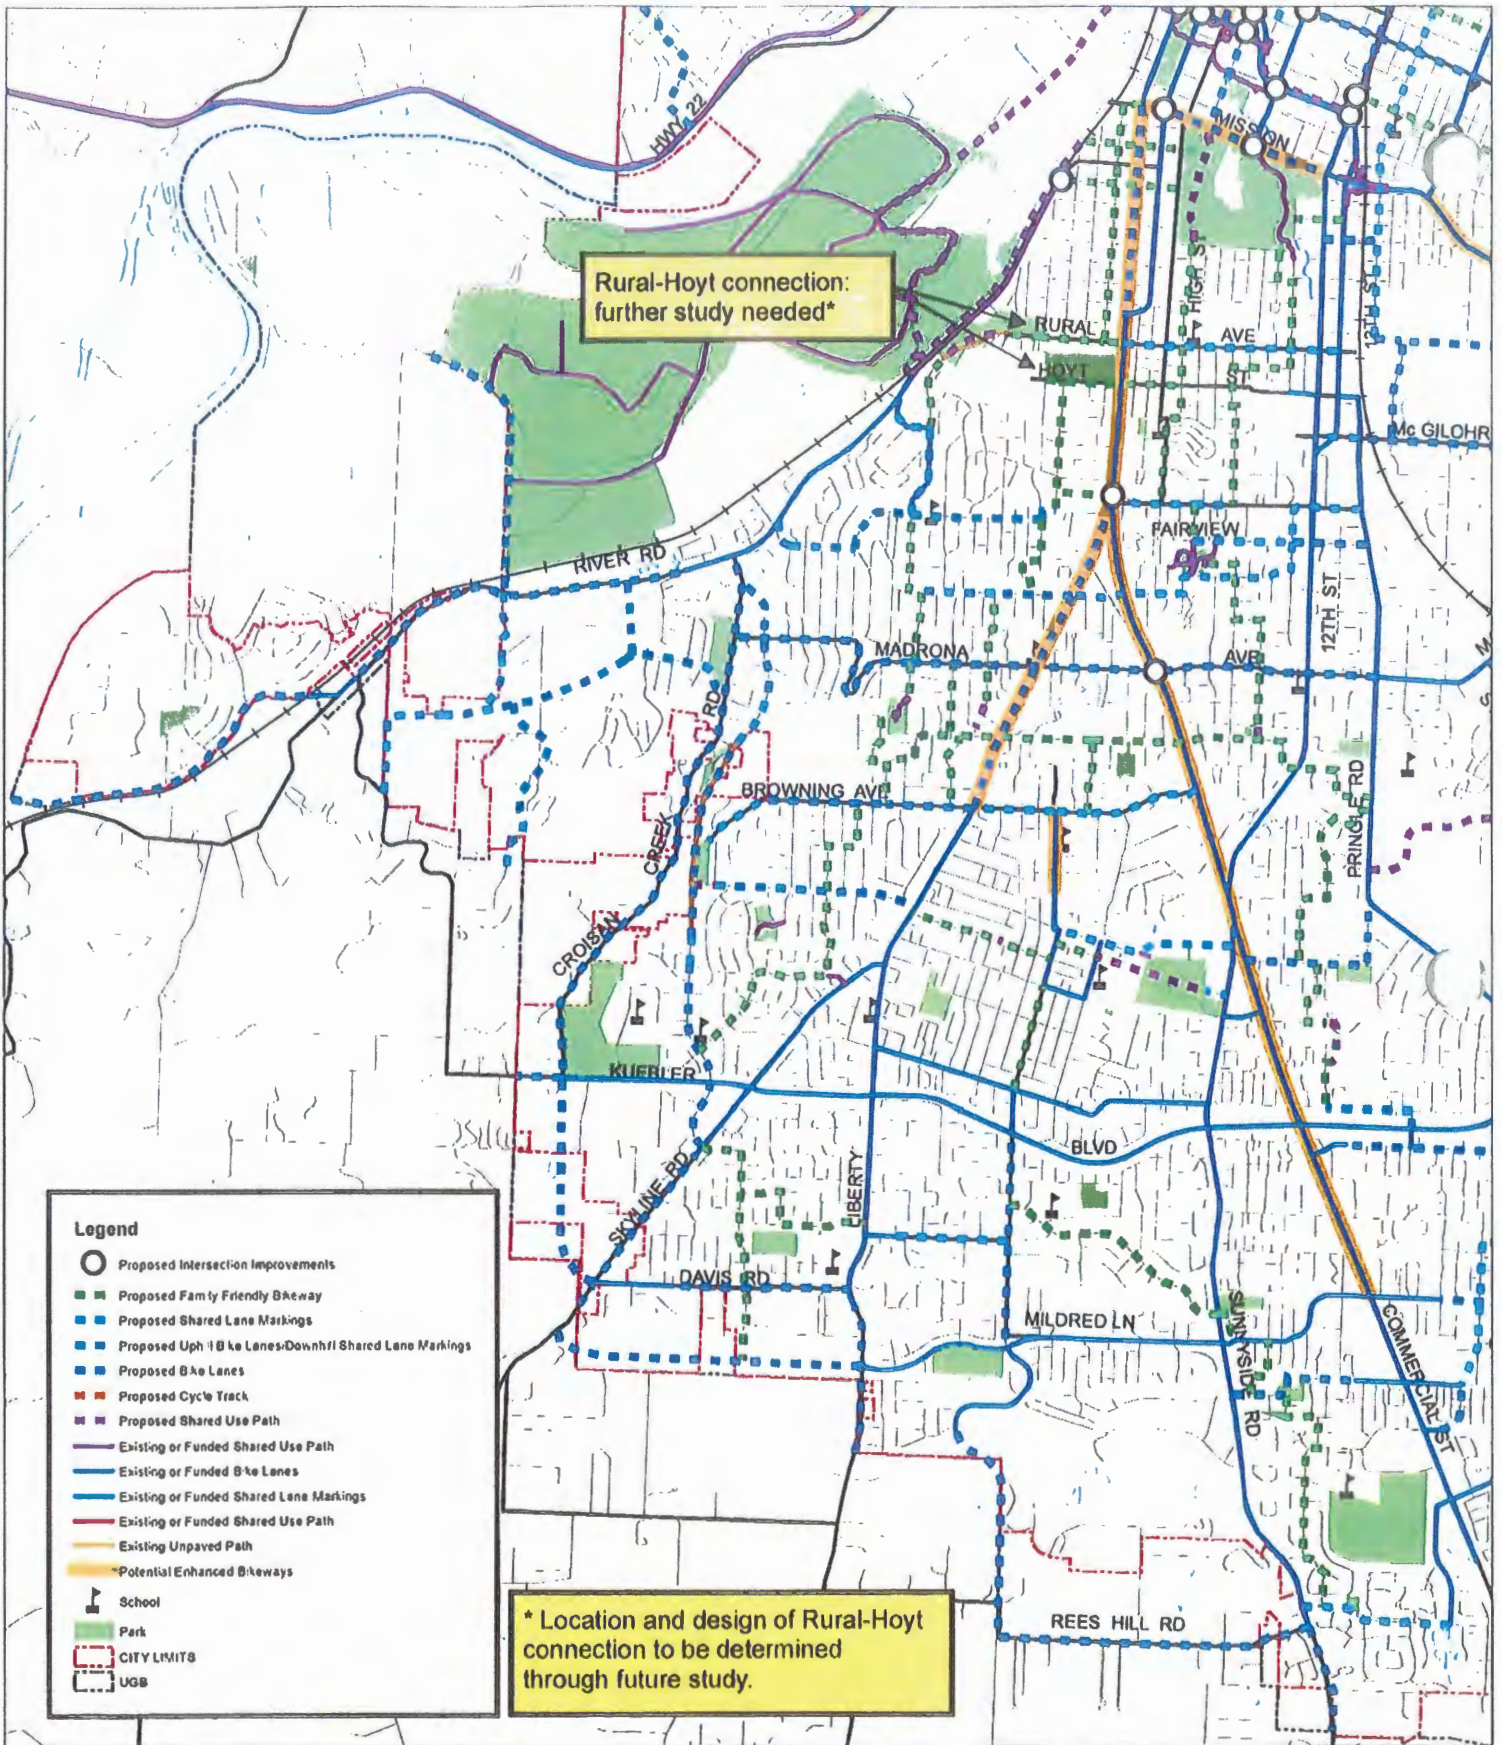 HWY 22
MISSION
Rural-Hoyt connection:
further study needed*
HIGH ST
12TH ST
RURAL
AVE
HOYT
ST
Mc GILCHR
FAIRVIEW
RIVER RD
12TH ST
MADRONA
AVE
RD
BROWNING AVE
PRINGLE RD
CREEK
CROISAN
KUEBLER
BLVD
SKYLINE RD
LIBERTY
DAVIS RD
MILDRED LN
SUNNYSIDE RD
COMMERCIAL ST
REES HILL RD
Legend
Proposed Intersection Improvements
Proposed Family Friendly Bikeway
Proposed Shared Lane Markings
Proposed Uphill Bike Lanes/Downhill Shared Lane Markings
Proposed Bike Lanes
Proposed Cycle Track
Proposed Shared Use Path
Existing or Funded Shared Use Path
Existing or Funded Bike Lanes
Existing or Funded Shared Lane Markings
Existing or Funded Shared Use Path
Existing Unpaved Path
Potential Enhanced Bikeways
School
Park
CITY LIMITS
UGB
* Location and design of Rural-Hoyt
connection to be determined
through future study.